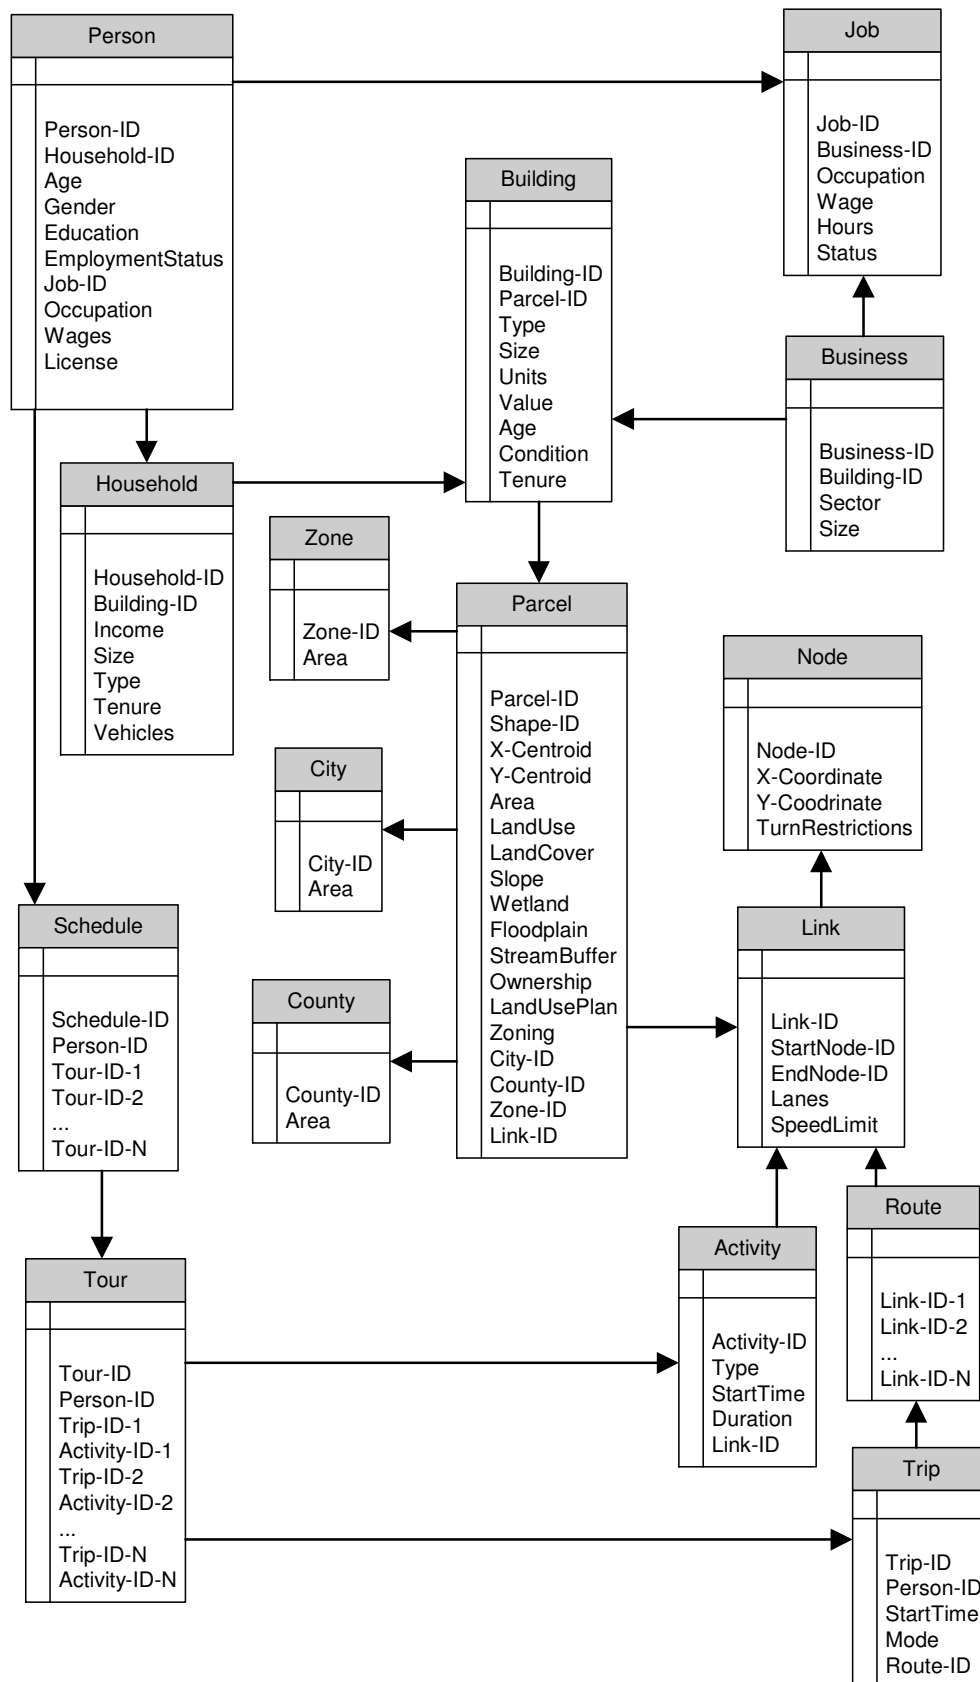 Person
Person-ID
Household-ID
Age
Gender
Education
EmploymentStatus
Job-ID
Occupation
Wages
License
Job
Job-ID
Business-ID
Occupation
Wage
Hours
Status
Building
Building-ID
Parcel-ID
Type
Size
Units
Value
Age
Condition
Tenure
Business
Business-ID
Building-ID
Sector
Size
Household
Household-ID
Building-ID
Income
Size
Type
Tenure
Vehicles
Zone
Zone-ID
Area
Parcel
Parcel-ID
Shape-ID
X-Centroid
Y-Centroid
Area
LandUse
LandCover
Slope
Wetland
Floodplain
StreamBuffer
Ownership
LandUsePlan
Zoning
City-ID
County-ID
Zone-ID
Link-ID
Node
Node-ID
X-Coordinate
Y-Coodrinate
TurnRestrictions
City
City-ID
Area
Schedule
Schedule-ID
Person-ID
Tour-ID-1
Tour-ID-2
...
Tour-ID-N
County
County-ID
Area
Link
Link-ID
StartNode-ID
EndNode-ID
Lanes
SpeedLimit
Route
Link-ID-1
Link-ID-2
...
Link-ID-N
Activity
Activity-ID
Type
StartTime
Duration
Link-ID
Tour
Tour-ID
Person-ID
Trip-ID-1
Activity-ID-1
Trip-ID-2
Activity-ID-2
...
Trip-ID-N
Activity-ID-N
Trip
Trip-ID
Person-ID
StartTime
Mode
Route-ID